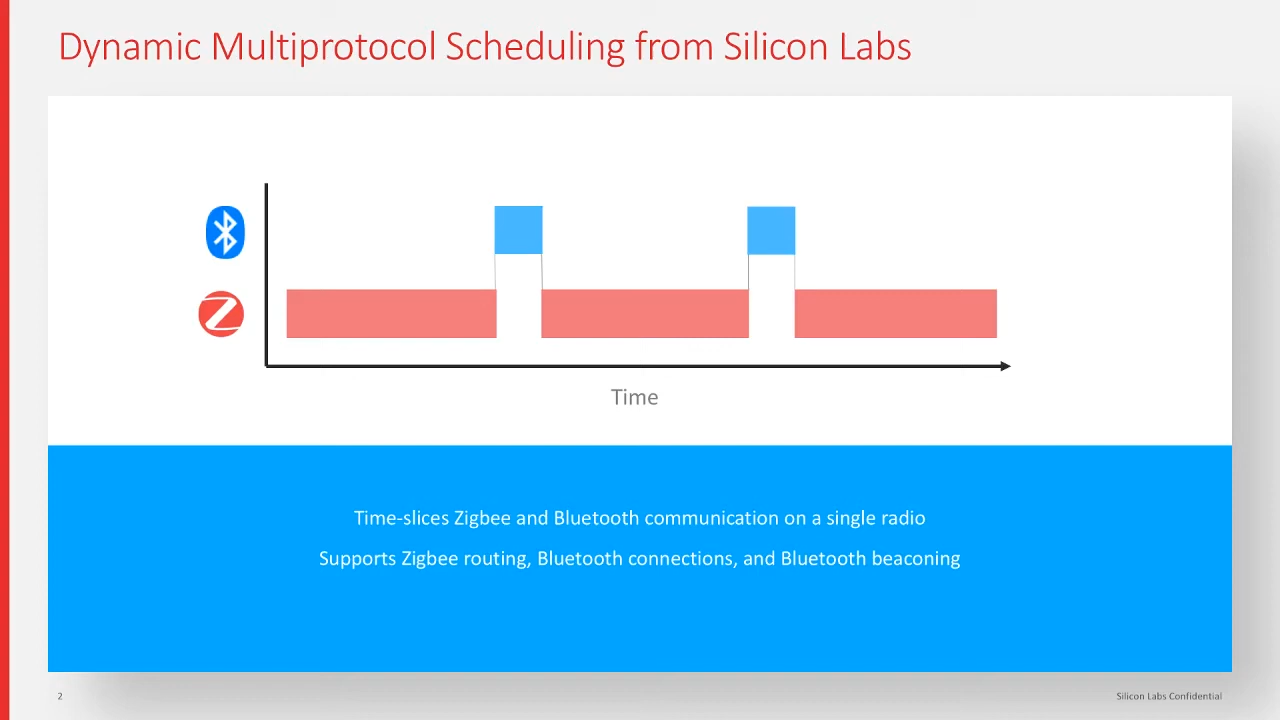 Dynamic Multiprotocol Scheduling from Silicon Labs
Time
Time-slices Zigbee and Bluetooth communication on a single radio
Supports Zigbee routing, Bluetooth connections, and Bluetooth beaconing
2
Silicon Labs Confidential